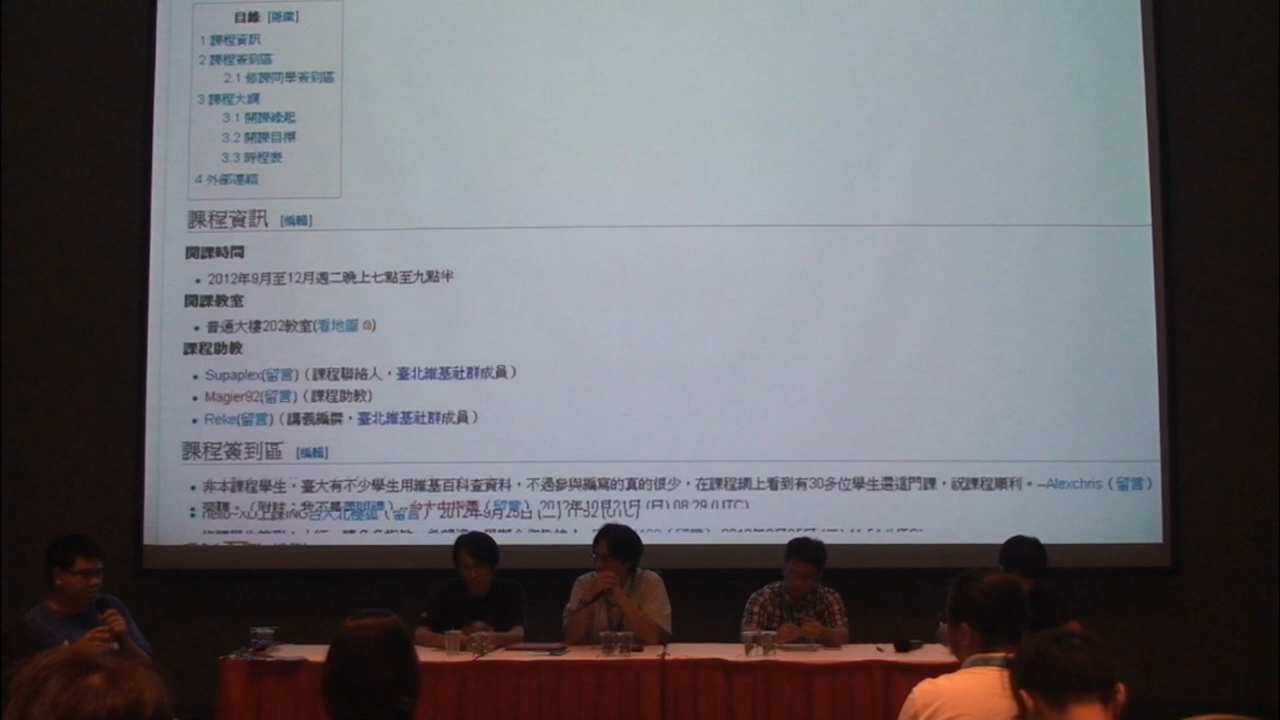 目錄 [隱藏]
1 課程資訊
2 課程簽到區
2.1 修課同學簽到區
3 課程大綱
3.1 開課緣起
3.2 開課目標
3.3 時程表
4 外部連結
課程資訊 [編輯]
開課時間
2012年9月至12月週二晚上七點至九點半
開課教室
普通大樓202教室(看地圖)
課程助教
Supaplex(留言)(課程聯絡人，臺北維基社群成員)
Magier92(留言)(課程助教)
Reke(留言)(講義編撰，臺北維基社群成員)
課程簽到區 [編輯]
非本課程學生，臺大有不少學生用維基百科查資料，不過參與編寫的真的很少，在課程網上看到有30多位學生選這門課，祝課程順利。--Alexchris(留言)